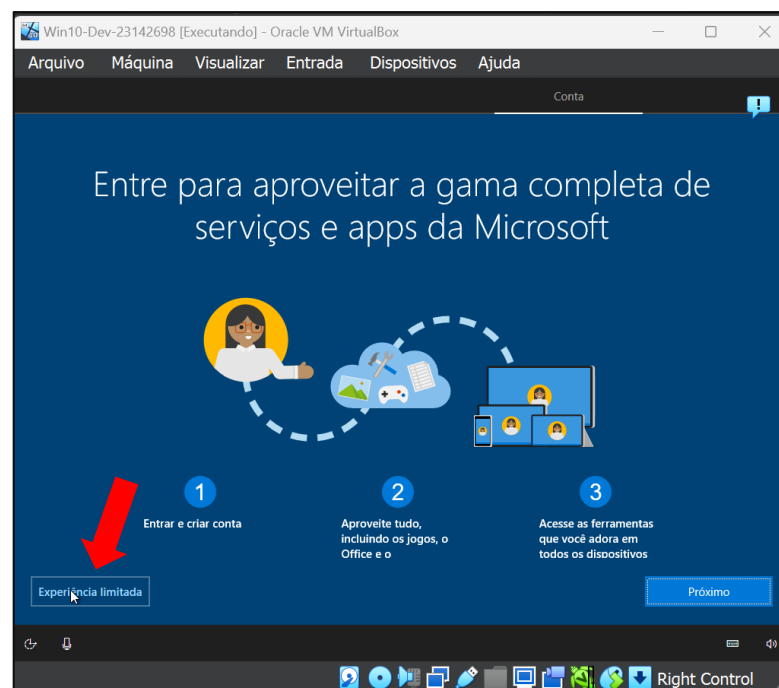 Win10-Dev-23142698 [Executando] - Oracle VM VirtualBox
Arquivo Máquina Visualizar Entrada Dispositivos Ajuda
Conta
Entre para aproveitar a gama completa de
serviços e apps da Microsoft
1
2
3
Entrar e criar conta
Aproveite tudo,
incluindo os jogos, o
Office e o
Acesse as ferramentas
que você adora em
todos os dispositivos
Experiência limitada
Próximo
Right Control